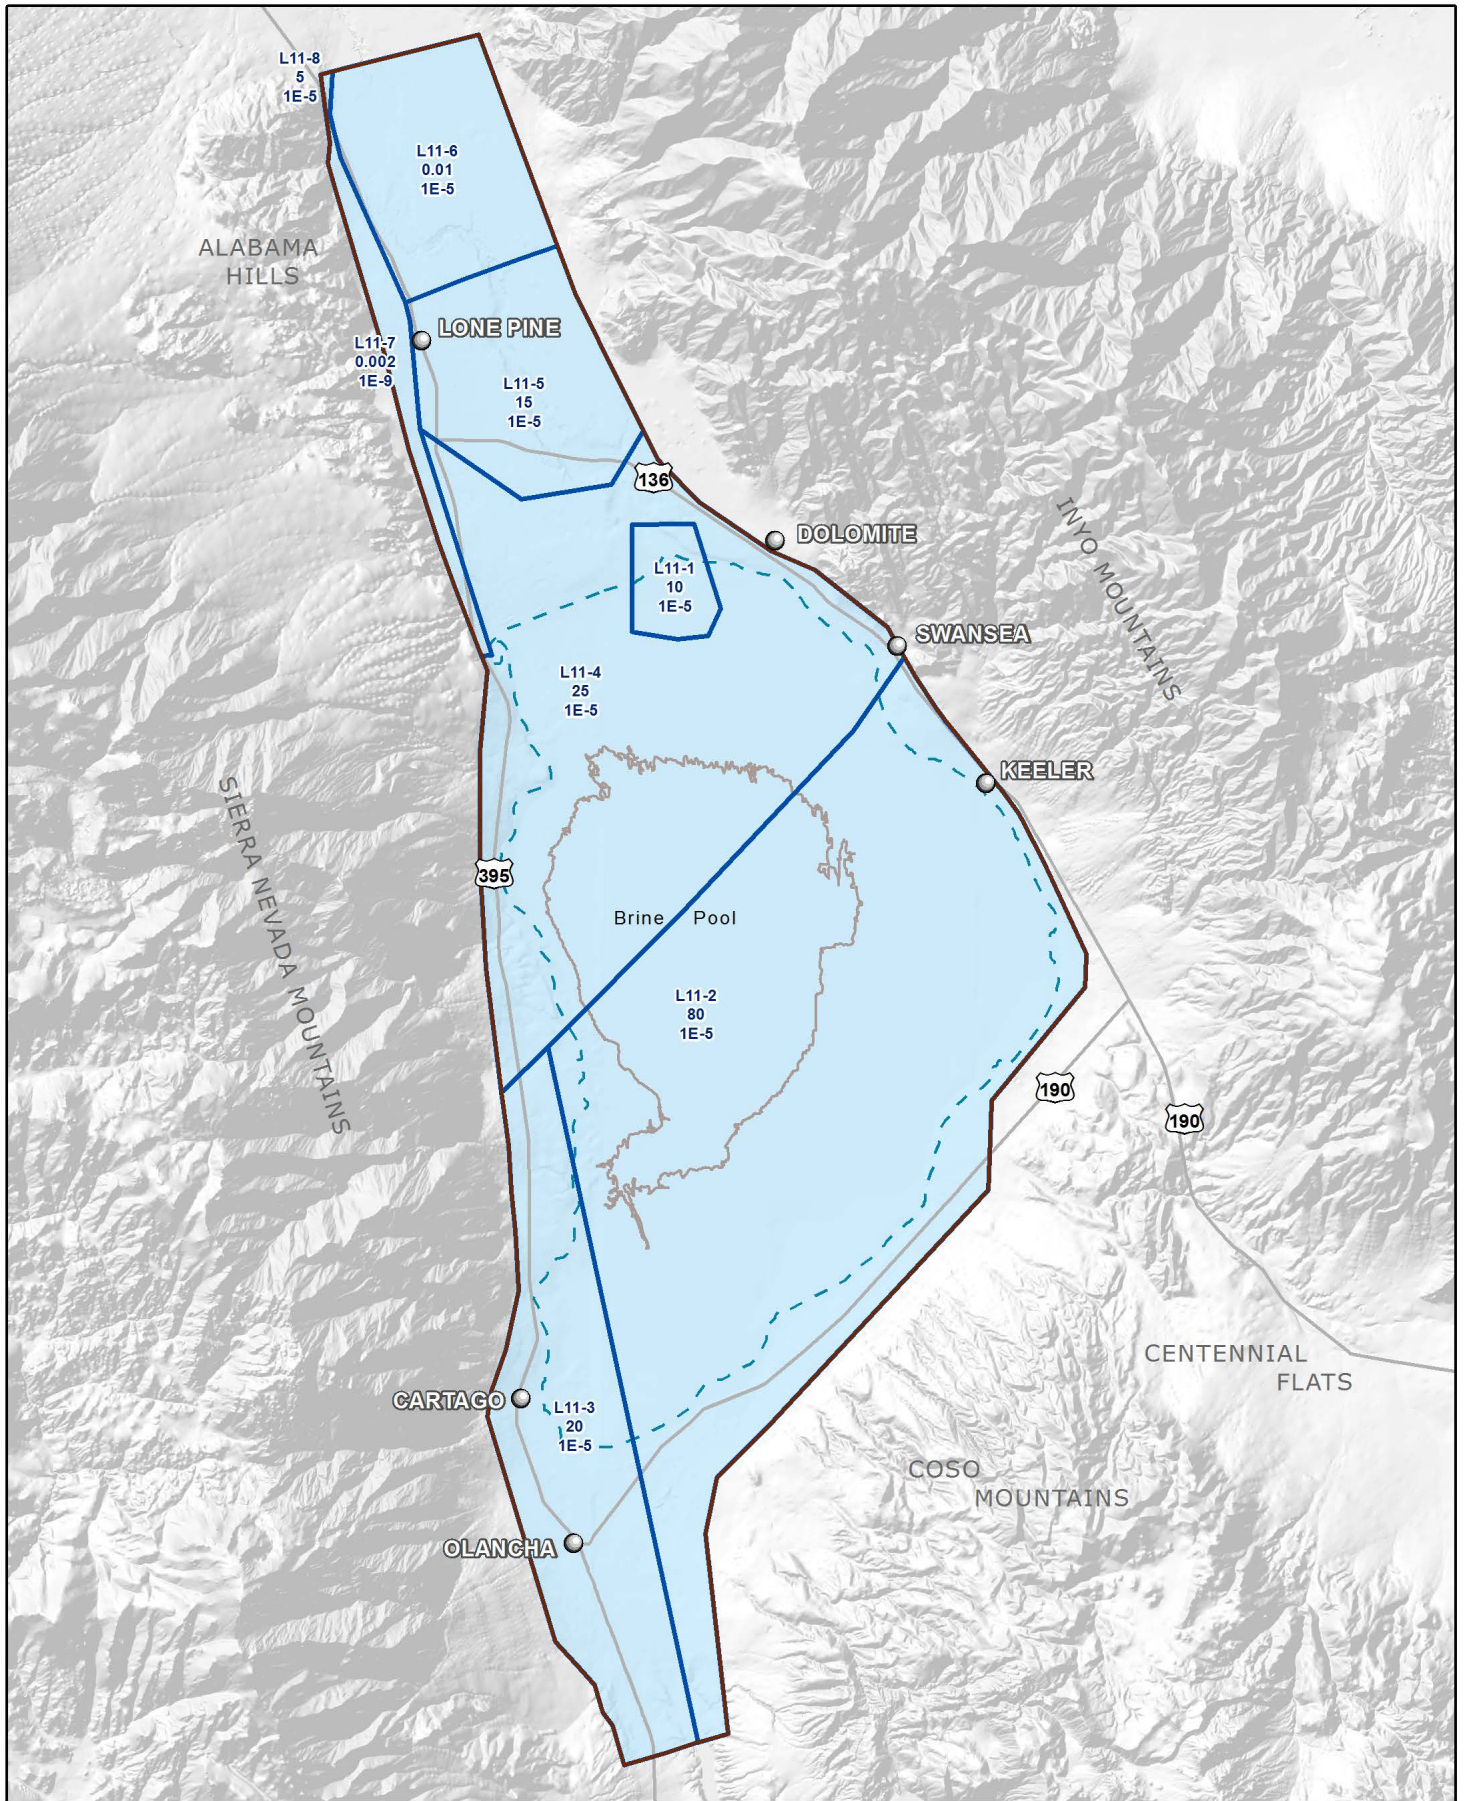 L11-8
5
1E-5
L11-6
0.01
1E-5
ALABAMA
HILLS
LONE PINE
L11-7
0.002
1E-9
L11-5
15
1E-5
136
DOLOMITE
INYO MOUNTAINS
L11-1
10
1E-5
SWANSEA
L11-4
25
1E-5
KEELER
SIERRA NEVADA MOUNTAINS
395
Brine Pool
L11-2
80
1E-5
190
190
CENTENNIAL
FLATS
CARTAGO
L11-3
20
1E-5
COSO
MOUNTAINS
OLANCHA